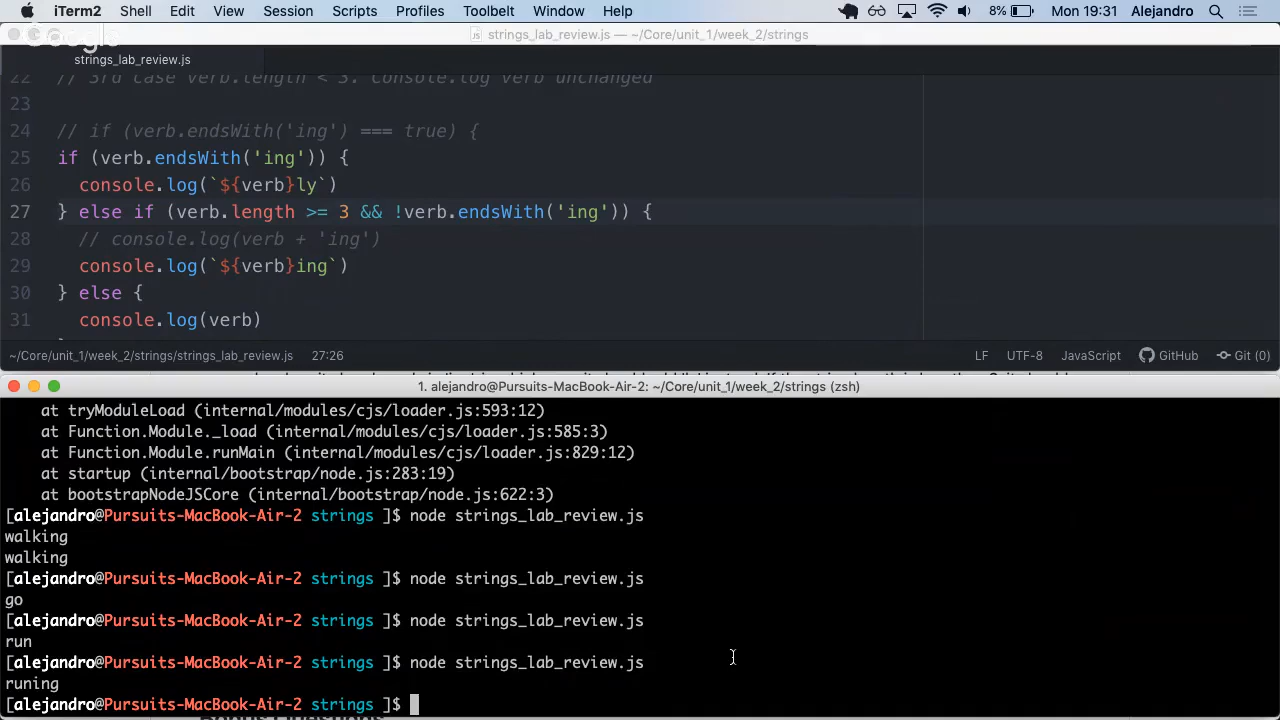 iTerm2 Shell Edit View Session Scripts Profiles Toolbelt Window Help 8% Mon 19:31 Alejandro
strings_lab_review.js — ~/Core/unit_1/week_2/strings
Google
strings_lab_review.js
22 // 3rd case verb.length < 3. Console.log verb unchanged
23
24 // if (verb.endsWith('ing') === true) {
25 if (verb.endsWith('ing')) {
26 console.log(`${verb}ly`)
27 } else if (verb.length >= 3 && !verb.endsWith('ing')) {
28 // console.log(verb + 'ing')
29 console.log(`${verb}ing`)
30 } else {
31 console.log(verb)
~/Core/unit_1/week_2/strings/strings_lab_review.js 27:26 LF UTF-8 JavaScript GitHub Git (0)
1. alejandro@Pursuits-MacBook-Air-2: ~/Core/unit_1/week_2/strings (zsh)
at tryModuleLoad (internal/modules/cjs/loader.js:593:12)
at Function.Module._load (internal/modules/cjs/loader.js:585:3)
at Function.Module.runMain (internal/modules/cjs/loader.js:829:12)
at startup (internal/bootstrap/node.js:283:19)
at bootstrapNodeJSCore (internal/bootstrap/node.js:622:3)
[alejandro@Pursuits-MacBook-Air-2 strings ]$ node strings_lab_review.js
walking
walking
[alejandro@Pursuits-MacBook-Air-2 strings ]$ node strings_lab_review.js
go
[alejandro@Pursuits-MacBook-Air-2 strings ]$ node strings_lab_review.js
run
[alejandro@Pursuits-MacBook-Air-2 strings ]$ node strings_lab_review.js
runing
[alejandro@Pursuits-MacBook-Air-2 strings ]$